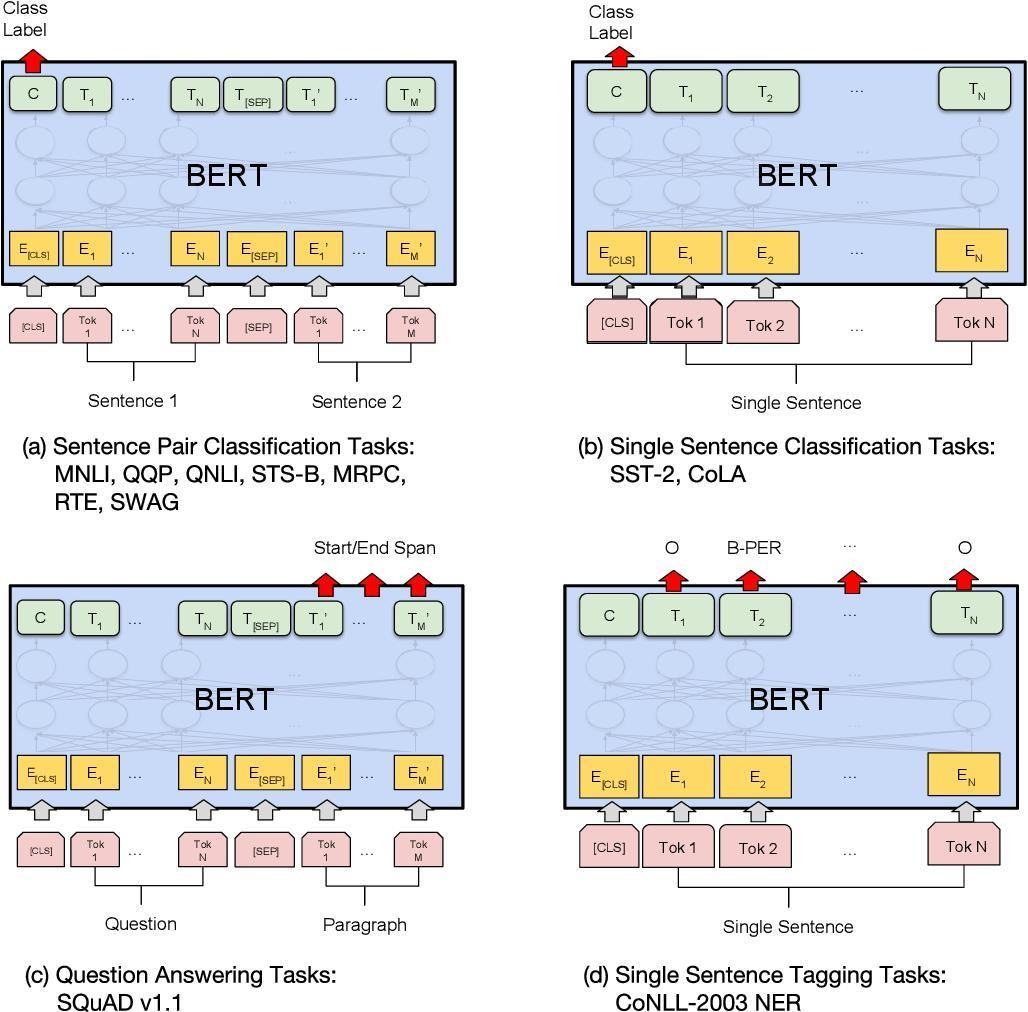 Class
Label
C T1 ... TN T[SEP] T1' ... TM'
...
BERT
...
E[CLS] E1 ... EN E[SEP] E1' ... EM'
[CLS] Tok 1 ... Tok N [SEP] Tok 1 ... Tok M
Sentence 1 Sentence 2
(a) Sentence Pair Classification Tasks:
MNLI, QQP, QNLI, STS-B, MRPC,
RTE, SWAG
Class
Label
C T1 T2 ... TN
...
BERT
...
E[CLS] E1 E2 ... EN
[CLS] Tok 1 Tok 2 ... Tok N
Single Sentence
(b) Single Sentence Classification Tasks:
SST-2, CoLA
Start/End Span
C T1 ... TN T[SEP] T1' ... TM'
...
BERT
...
E[CLS] E1 ... EN E[SEP] E1' ... EM'
[CLS] Tok 1 ... Tok N [SEP] Tok 1 ... Tok M
Question Paragraph
(c) Question Answering Tasks:
SQuAD v1.1
O B-PER ... O
C T1 T2 ... TN
...
BERT
...
E[CLS] E1 E2 ... EN
[CLS] Tok 1 Tok 2 ... Tok N
Single Sentence
(d) Single Sentence Tagging Tasks:
CoNLL-2003 NER